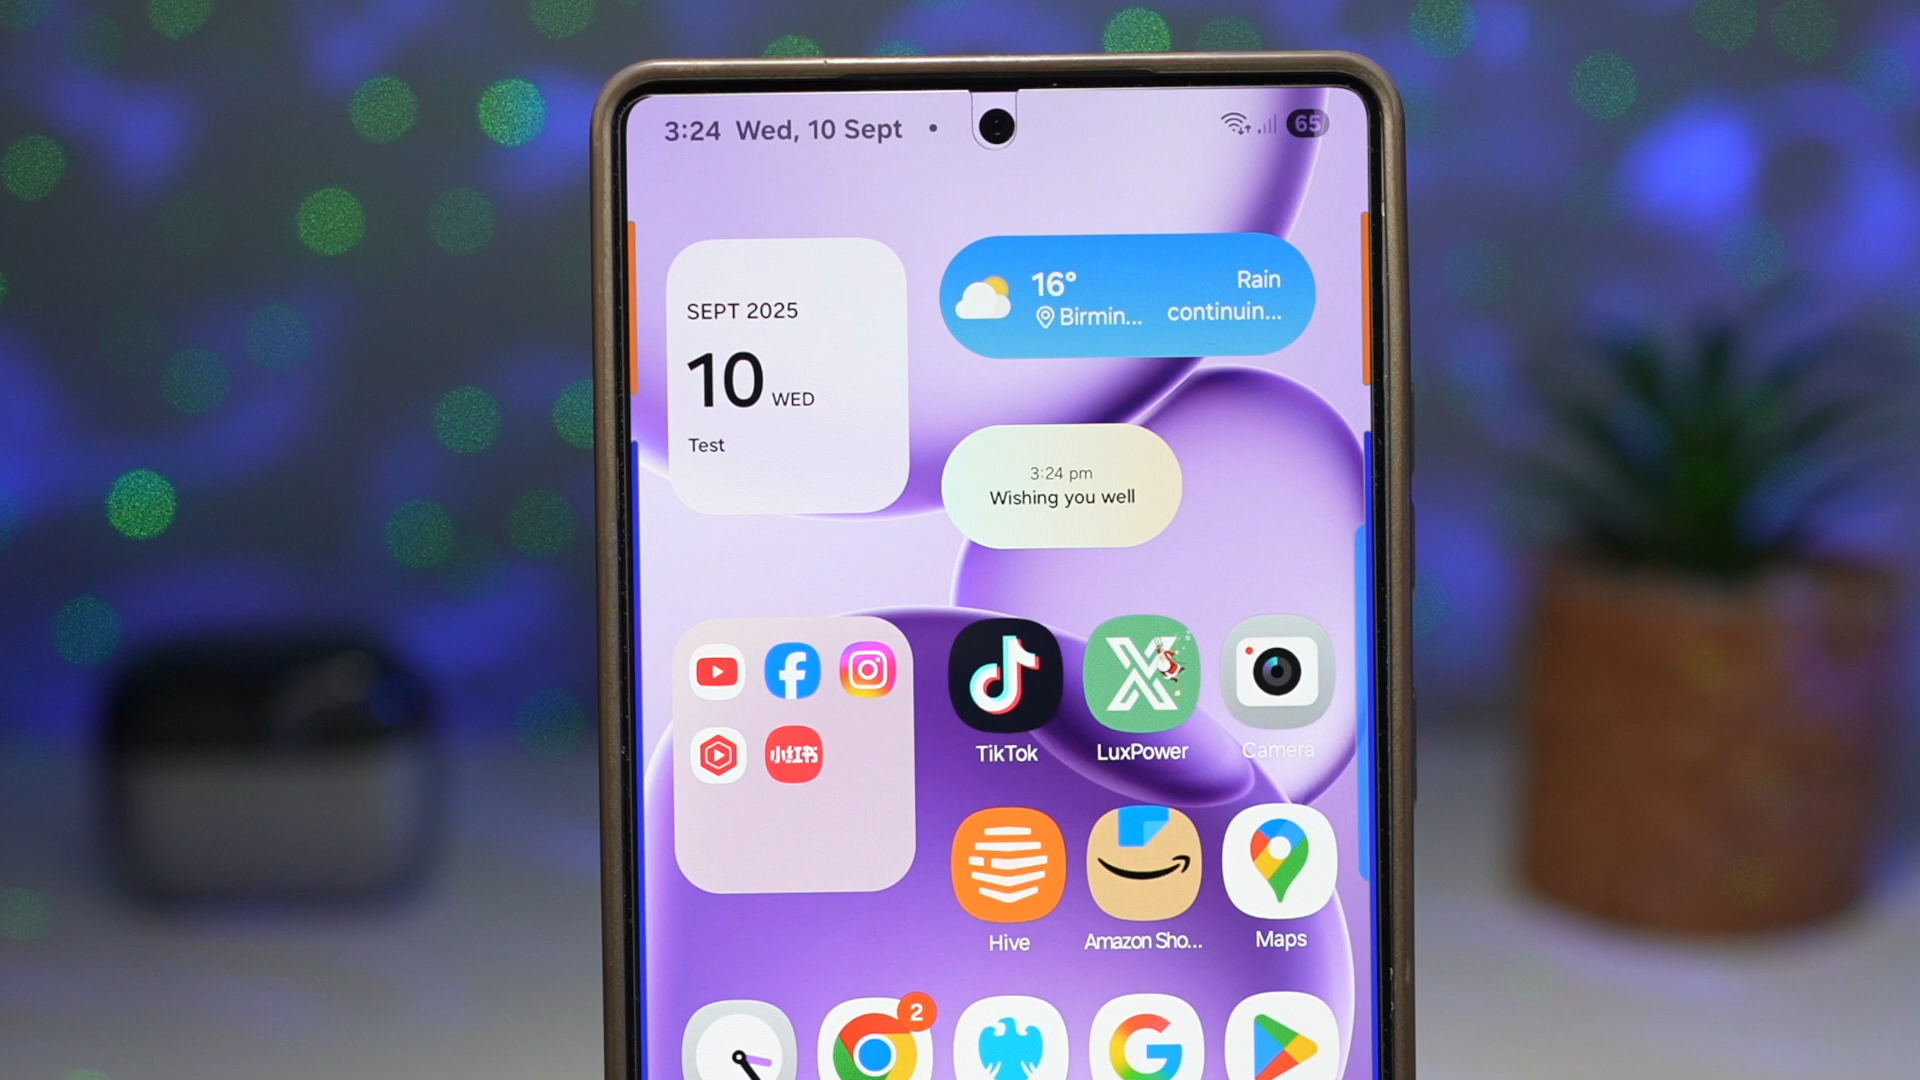 3:24 Wed, 10 Sept •
65
SEPT 2025
10 WED
Test
16°
Birmin...
Rain
continuin...
3:24 pm
Wishing you well
小红书
TikTok
LuxPower
Camera
Hive
Amazon Sho...
Maps
2